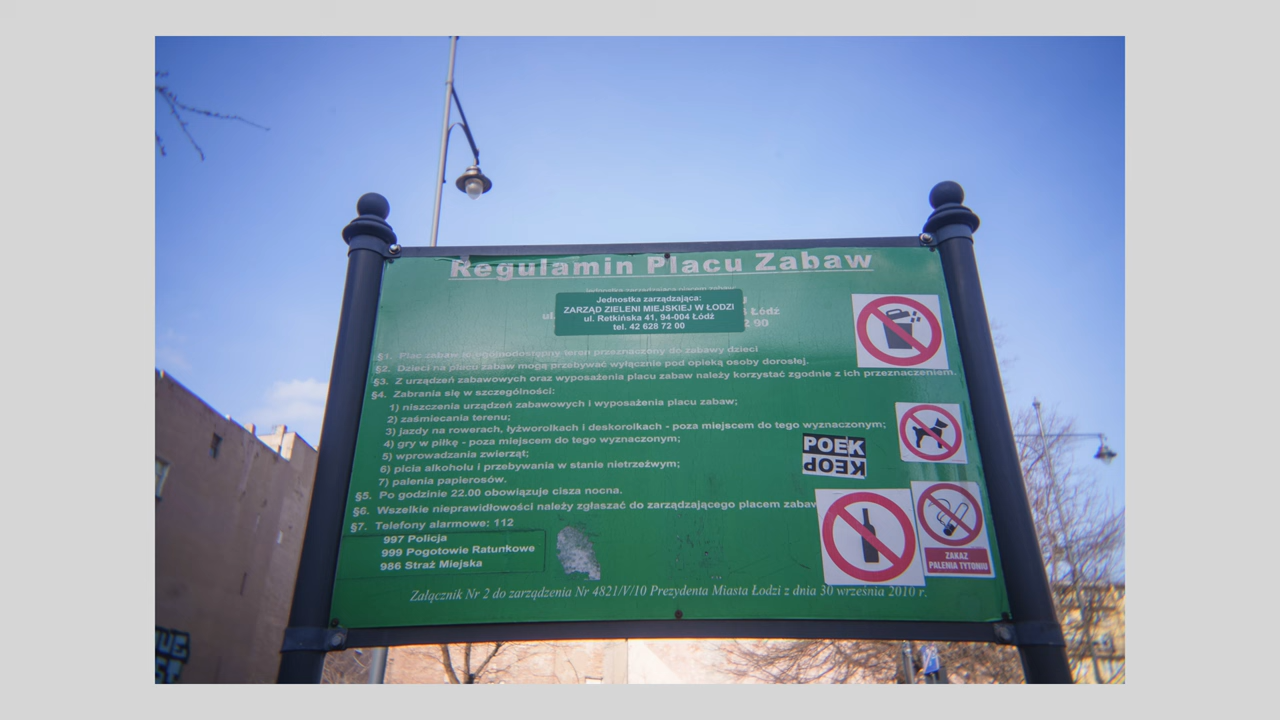 Regulamin Placu Zabaw
Jednostka zarządzająca:
ZARZĄD ZIELENI MIEJSKIEJ W ŁODZI
ul. Retkińska 41, 94-004 Łódź
tel. 42 628 72 00
§1. Plac zabaw to ogólnodostępny teren przeznaczony do zabawy dzieci
§2. Dzieci na placu zabaw mogą przebywać wyłącznie pod opieką osoby dorosłej.
§3. Z urządzeń zabawowych oraz wyposażenia placu zabaw należy korzystać zgodnie z ich przeznaczeniem.
§4. Zabrania się w szczególności:
1) niszczenia urządzeń zabawowych i wyposażenia placu zabaw;
2) zaśmiecania terenu;
3) jazdy na rowerach, łyżworolkach i deskorolkach - poza miejscem do tego wyznaczonym;
4) gry w piłkę - poza miejscem do tego wyznaczonym;
5) wprowadzania zwierząt;
6) picia alkoholu i przebywania w stanie nietrzeźwym;
7) palenia papierosów.
POEK
POEK
§5. Po godzinie 22.00 obowiązuje cisza nocna.
§6. Wszelkie nieprawidłowości należy zgłaszać do zarządzającego placem zabaw
§7. Telefony alarmowe: 112
997 Policja
999 Pogotowie Ratunkowe
986 Straż Miejska
ZAKAZ
PALENIA TYTONIU
Załącznik Nr 2 do zarządzenia Nr 4821/V/10 Prezydenta Miasta Łodzi z dnia 30 września 2010 r.